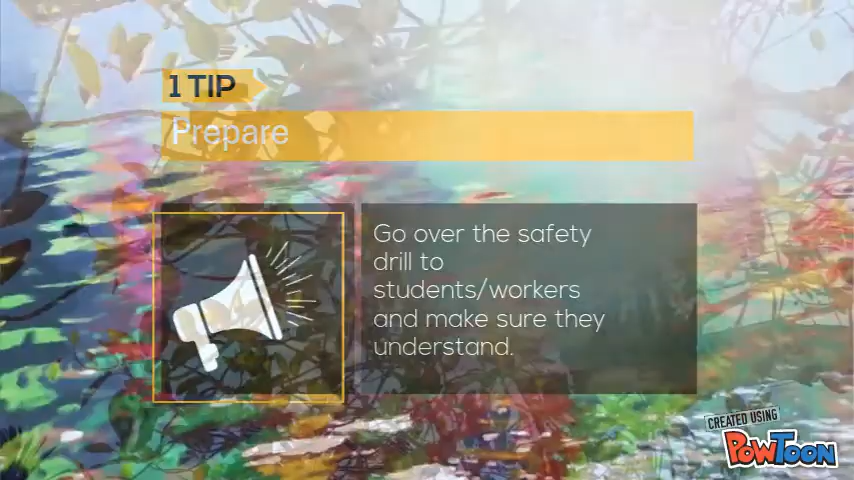 1 TIP
Prepare
Go over the safety
drill to
students/workers
and make sure they
understand.
CREATED USING
POWTOON